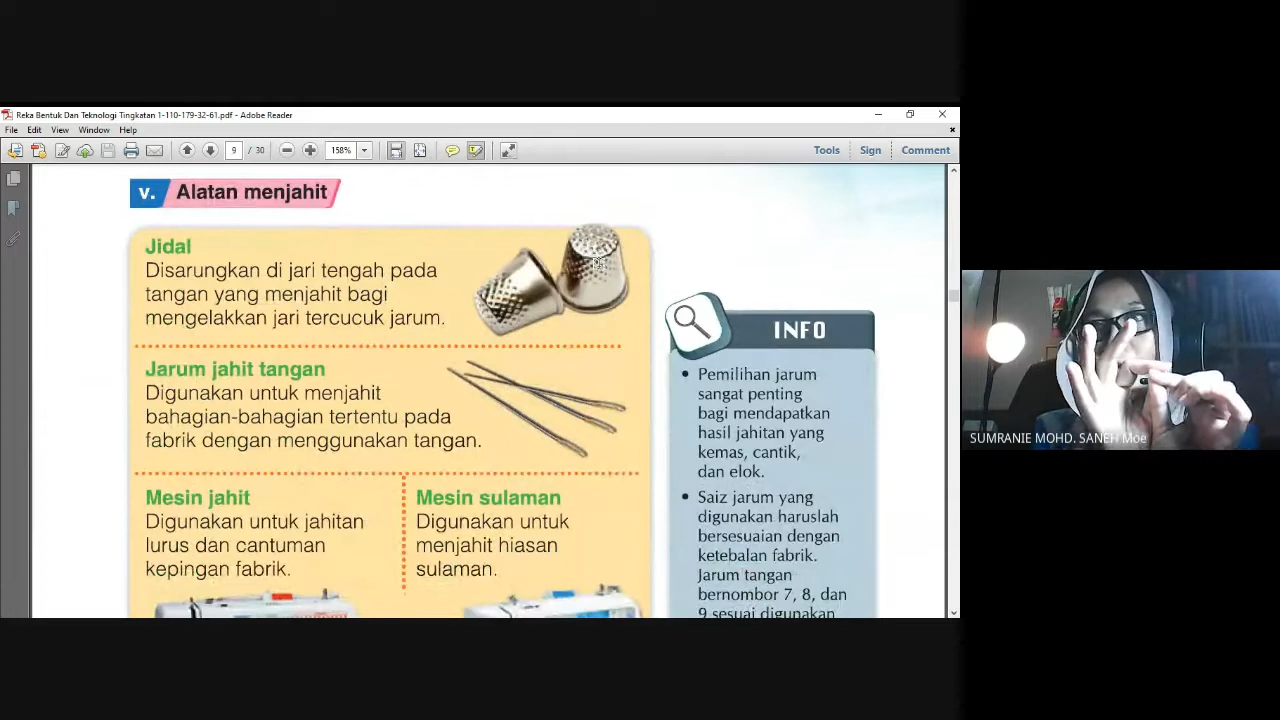 Reka Bentuk Dan Teknologi Tingkatan 1-110-179-32-61.pdf - Adobe Reader
File Edit View Window Help
9 / 30 158% Tools Sign Comment
v. Alatan menjahit
Jidal
Disarungkan di jari tengah pada
tangan yang menjahit bagi
mengelakkan jari tercucuk jarum.
Jarum jahit tangan
Digunakan untuk menjahit
bahagian-bahagian tertentu pada
fabrik dengan menggunakan tangan.
Mesin jahit
Digunakan untuk jahitan
lurus dan cantuman
kepingan fabrik.
Mesin sulaman
Digunakan untuk
menjahit hiasan
sulaman.
INFO
• Pemilihan jarum
sangat penting
bagi mendapatkan
hasil jahitan yang
kemas, cantik,
dan elok.
• Saiz jarum yang
digunakan haruslah
bersesuaian dengan
ketebalan fabrik.
Jarum tangan
bernombor 7, 8, dan
9 sesuai digunakan
SUMRANIE MOHD. SANEH Moe